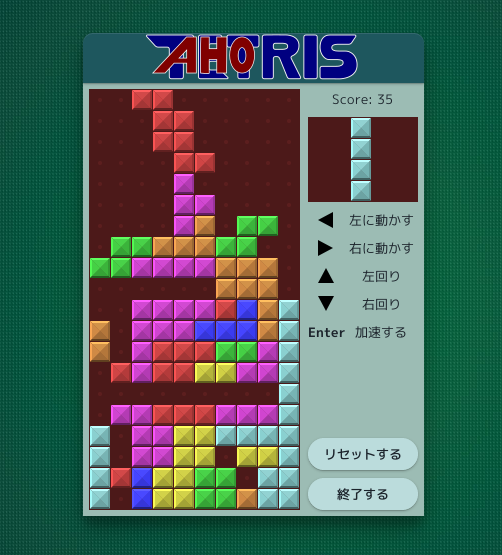 AHOTRIS
Score: 35
左に動かす
右に動かす
左回り
右回り
Enter 加速する
リセットする
終了する